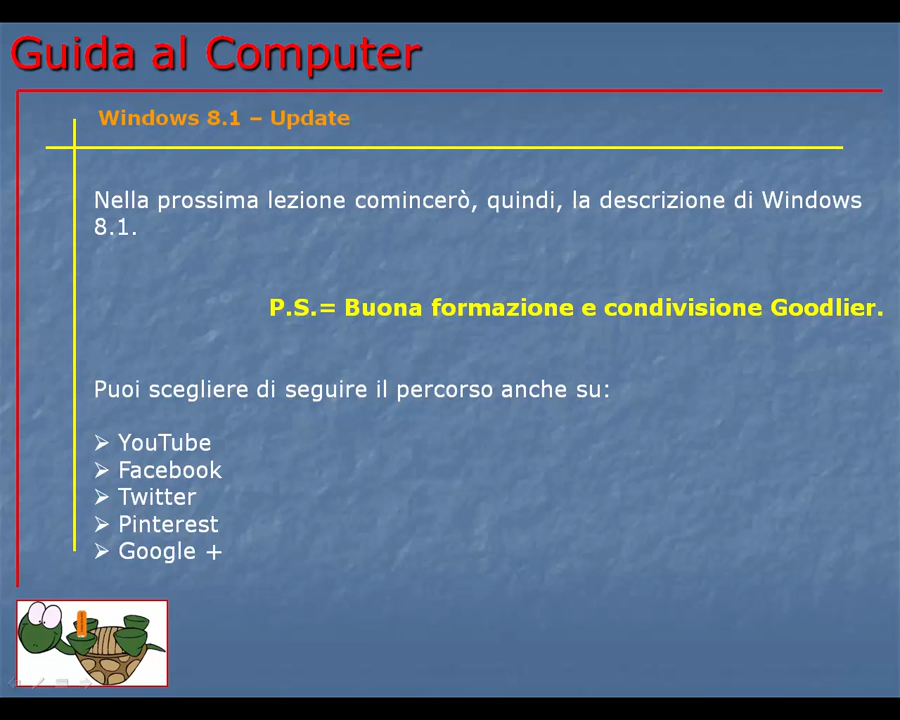 Guida al Computer
Windows 8.1 – Update
Nella prossima lezione comincerò, quindi, la descrizione di Windows
8.1.
P.S.= Buona formazione e condivisione Goodlier.
Puoi scegliere di seguire il percorso anche su:
➢ YouTube
➢ Facebook
➢ Twitter
➢ Pinterest
➢ Google +